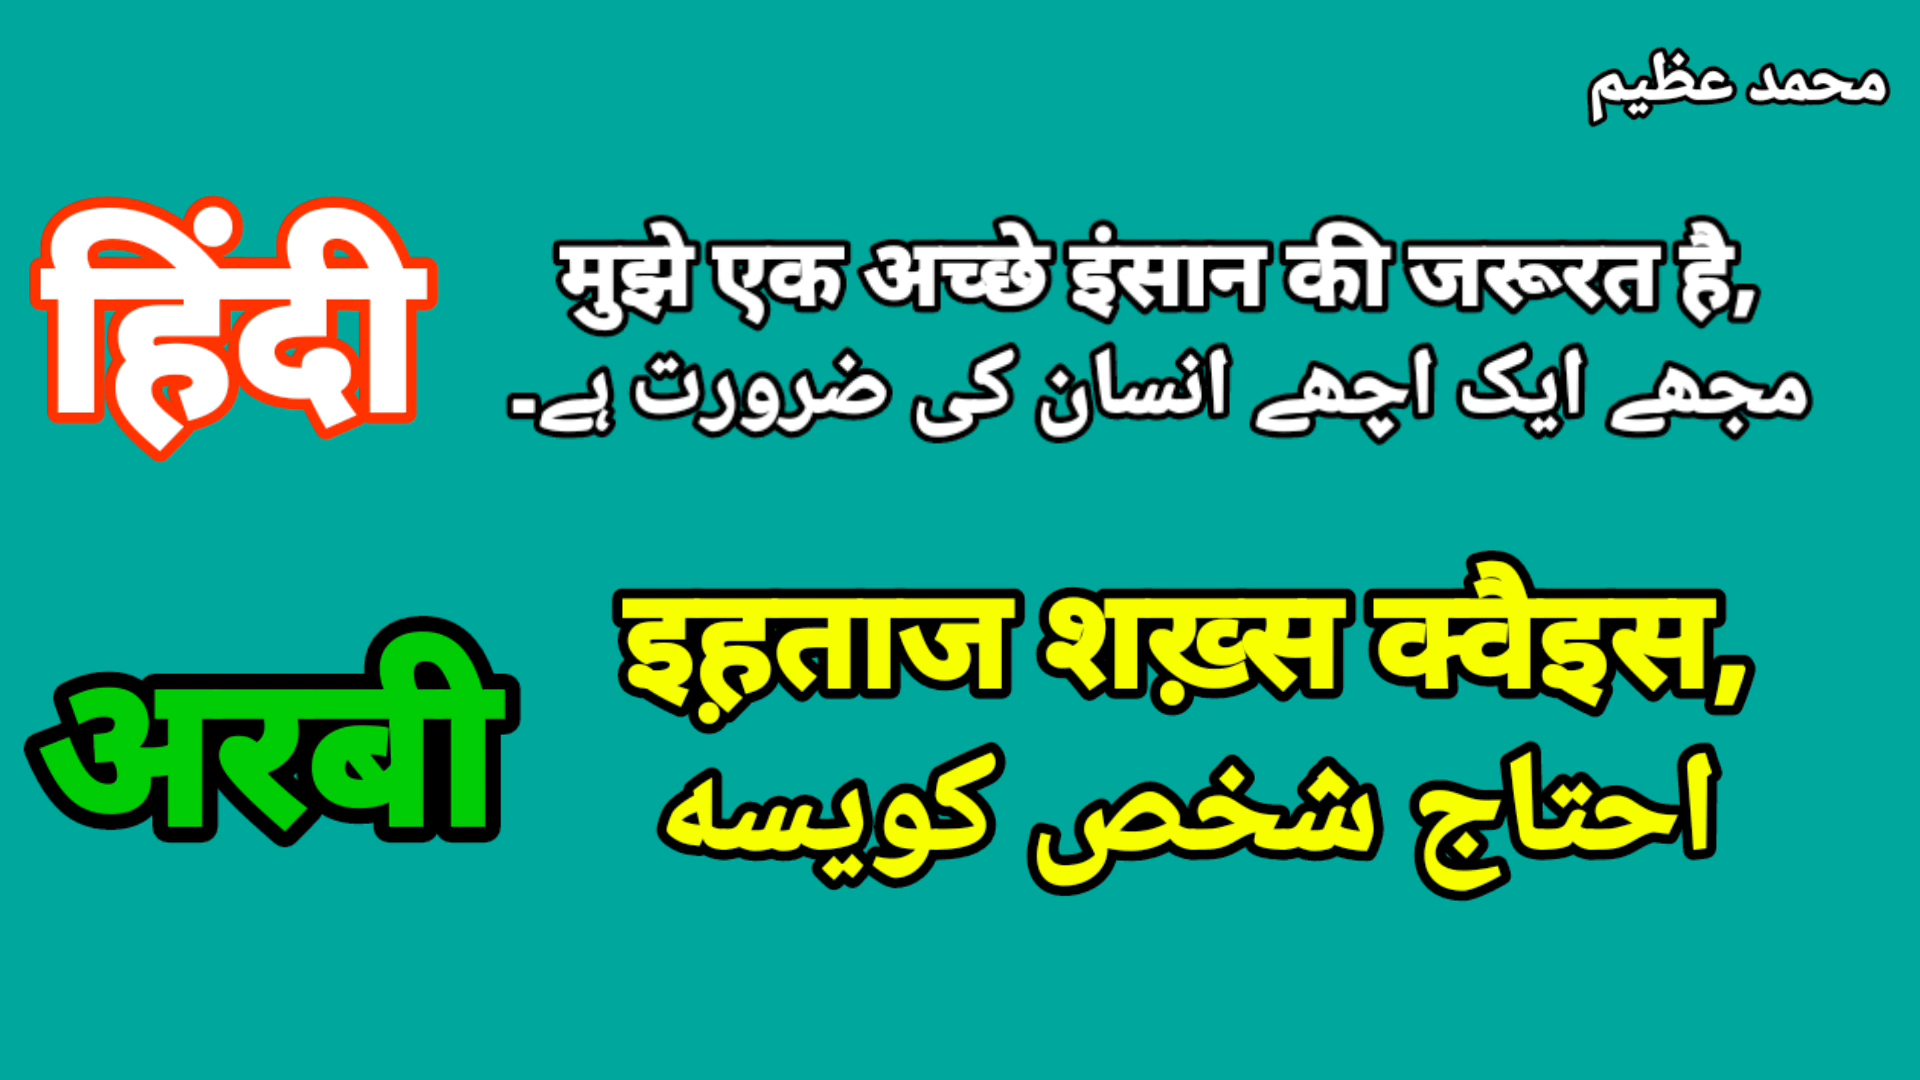 محمد عظیم
हिंदी
मुझे एक अच्छे इंसान की जरूरत है,
مجھے ایک اچھے انسان کی ضرورت ہے۔
अरबी
इह़ताज शख़्स क्वैइस,
احتاج شخص کویسه